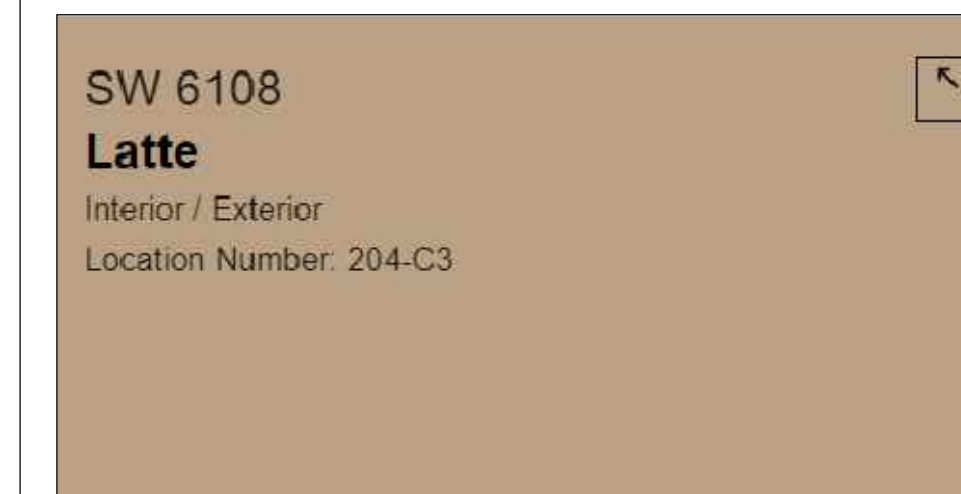 SW 6108
Latte
Interior / Exterior
Location Number: 204-C3